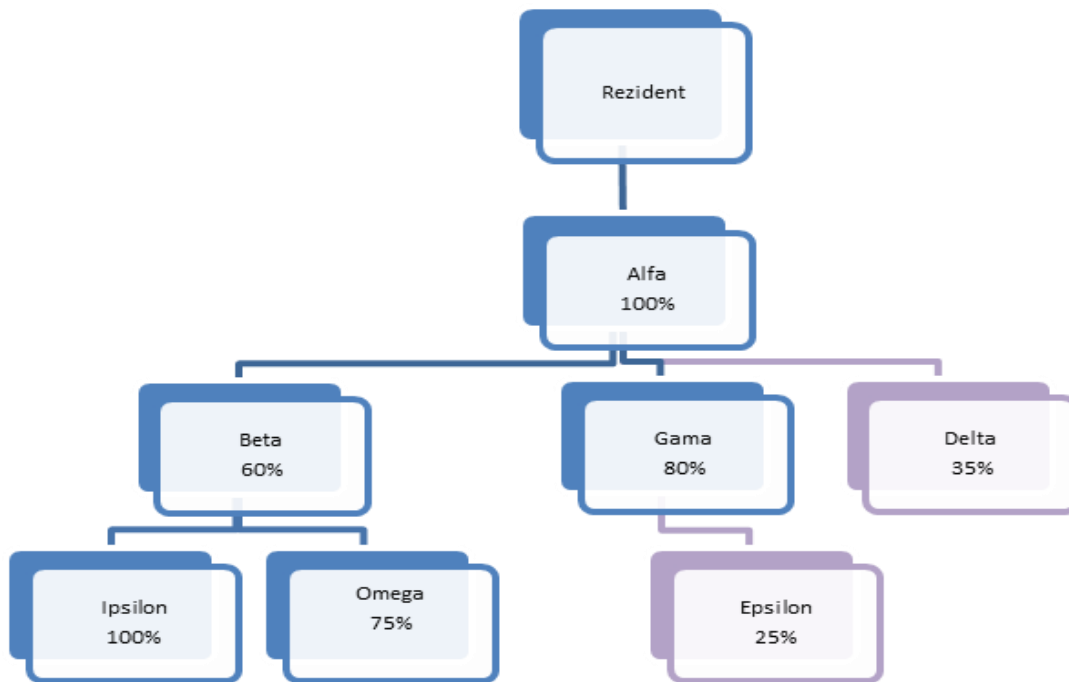 Rezident
Alfa
100%
Beta
60%
Gama
80%
Delta
35%
Ipsilon
100%
Omega
75%
Epsilon
25%